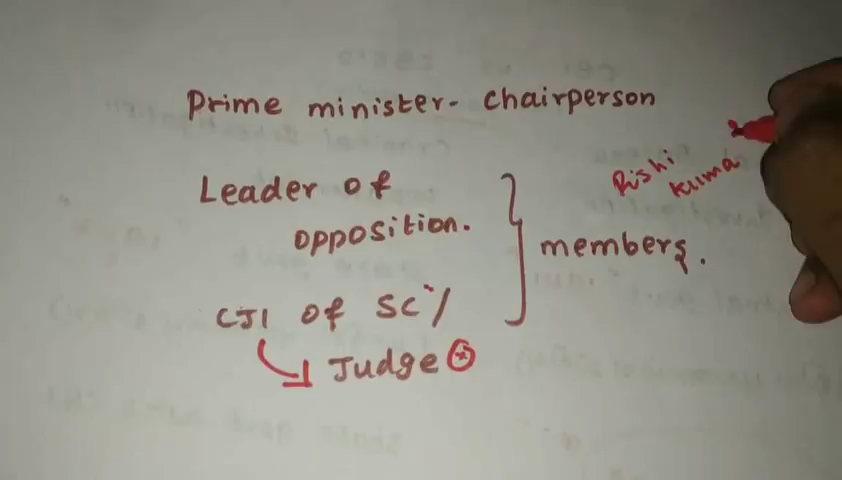 Prime minister- chairperson
Leader of
opposition.
members.
CJI of SC /
Judge
Rishi
Kuma